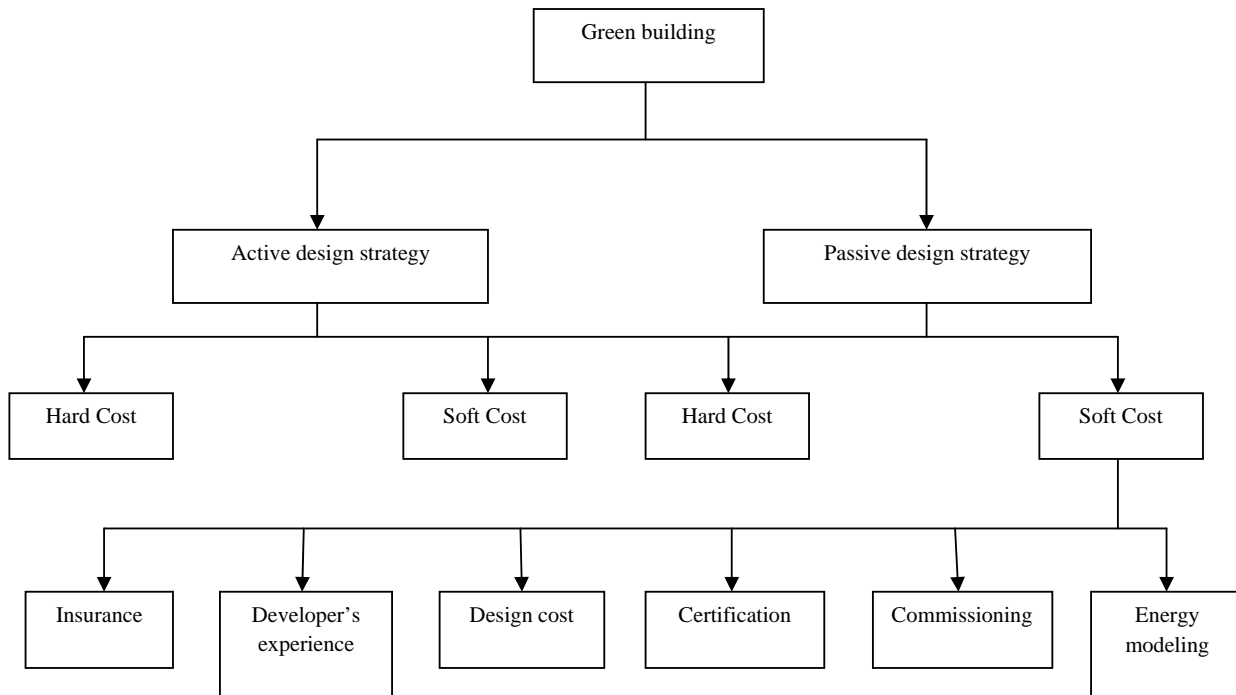 Green building
Active design strategy
Passive design strategy
Hard Cost
Soft Cost
Hard Cost
Soft Cost
Insurance
Developer’s
experience
Design cost
Certification
Commissioning
Energy
modeling